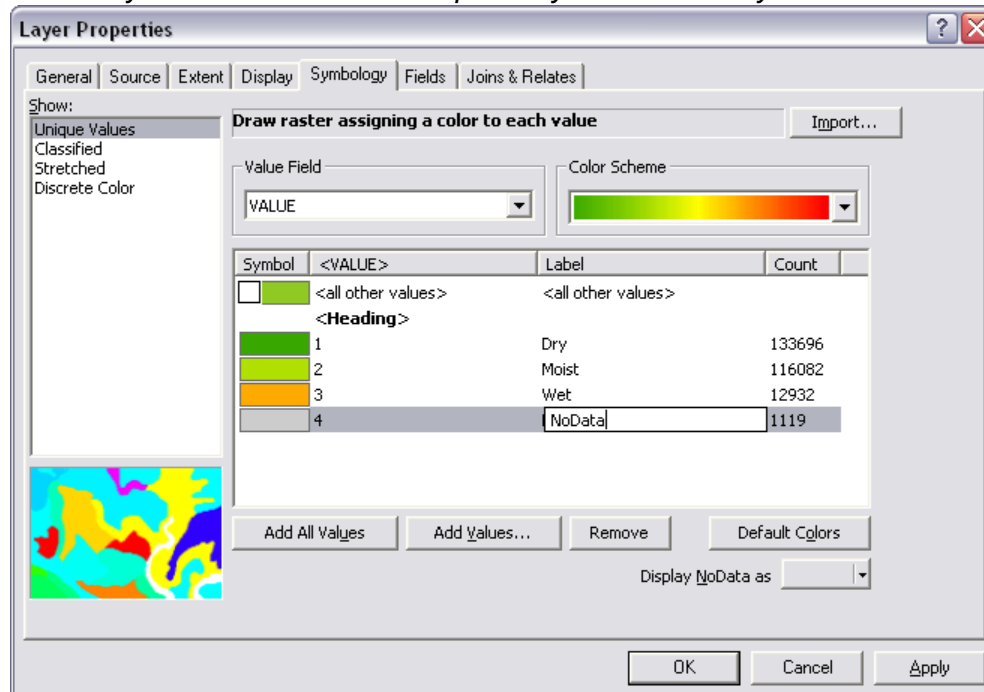 Layer Properties
?
General Source Extent Display Symbology Fields Joins & Relates
Show:
Unique Values
Classified
Stretched
Discrete Color
Draw raster assigning a color to each value
Import...
Value Field
VALUE
Color Scheme
Symbol <VALUE> Label Count
<all other values> <all other values>
<Heading>
1 Dry 133696
2 Moist 116082
3 Wet 12932
4 NoData 1119
Add All Values Add Values... Remove Default Colors
Display NoData as
OK Cancel Apply